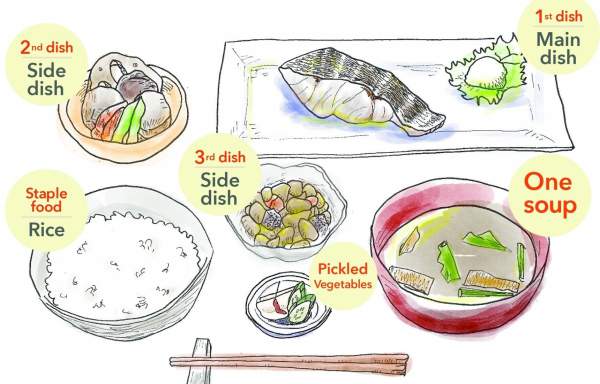 1st dish
Main
dish
2nd dish
Side
dish
3rd dish
Side
dish
Staple
food
Rice
One
soup
Pickled
Vegetables